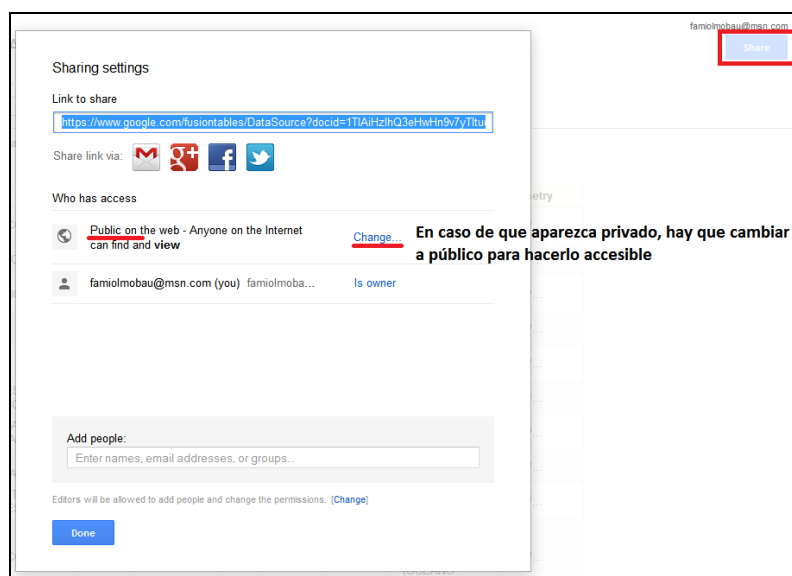 famiolmobau@msn.com
Share
Sharing settings
Link to share
https://www.google.com/fusiontables/DataSource?docid=1TlAiHzlhQ3eHwHn9v7yTltu
Share link via:
Who has access
etry
Public on the web - Anyone on the Internet
can find and view
Change...
En caso de que aparezca privado, hay que cambiar
a público para hacerlo accesible
famiolmobau@msn.com (you) famiolmoba...
Is owner
Add people:
Enter names, email addresses, or groups...
Editors will be allowed to add people and change the permissions. [Change]
Done
(OCEANO